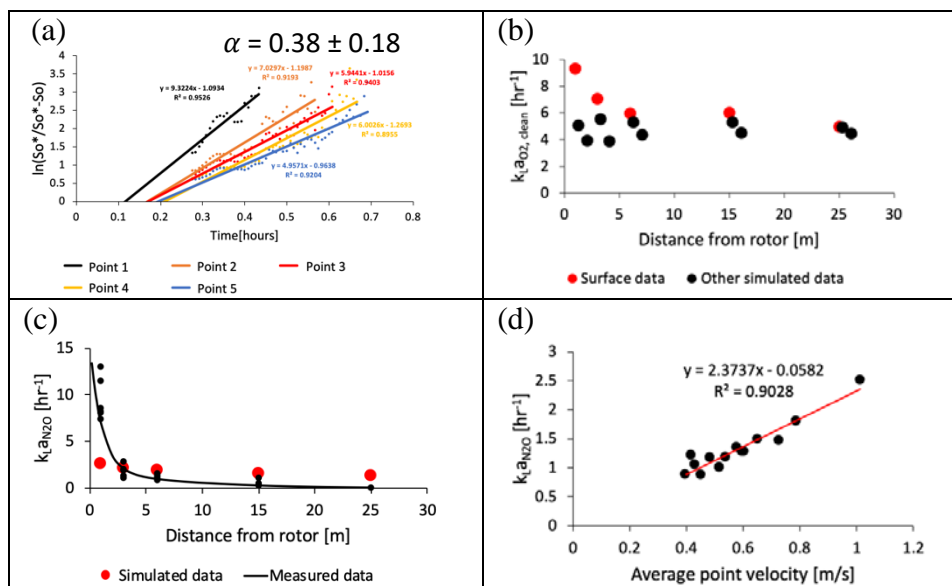 (a)
α = 0.38 ± 0.18
ln(So*/So*-So)
4
3.5
3
2.5
2
1.5
1
0.5
0
y = 9.3224x - 1.0934
R² = 0.9526
y = 7.0297x - 1.1987
R² = 0.9193
y = 5.9441x - 1.0156
R² = 0.9403
y = 6.0026x - 1.2693
R² = 0.8955
y = 4.9571x - 0.9638
R² = 0.9204
0 0.1 0.2 0.3 0.4 0.5 0.6 0.7 0.8
Time[hours]
Point 1 Point 2 Point 3
Point 4 Point 5
(b)
kLaO2, clean [hr-1]
10
8
6
4
2
0
0 5 10 15 20 25 30
Distance from rotor [m]
Surface data Other simulated data
(c)
kLaN2O [hr-1]
15
10
5
0
0 5 10 15 20 25 30
Distance from rotor [m]
Simulated data Measured data
(d)
kLaN2O [hr-1]
3
2.5
2
1.5
1
0.5
0
y = 2.3737x - 0.0582
R² = 0.9028
0 0.2 0.4 0.6 0.8 1 1.2
Average point velocity [m/s]